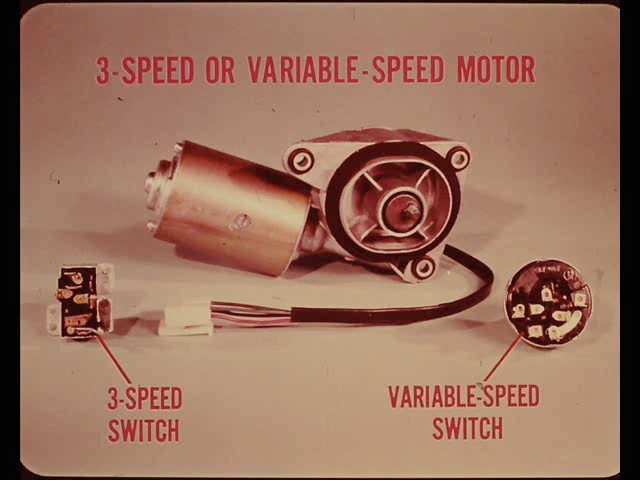 3-SPEED OR VARIABLE-SPEED MOTOR
3-SPEED
SWITCH
VARIABLE-SPEED
SWITCH